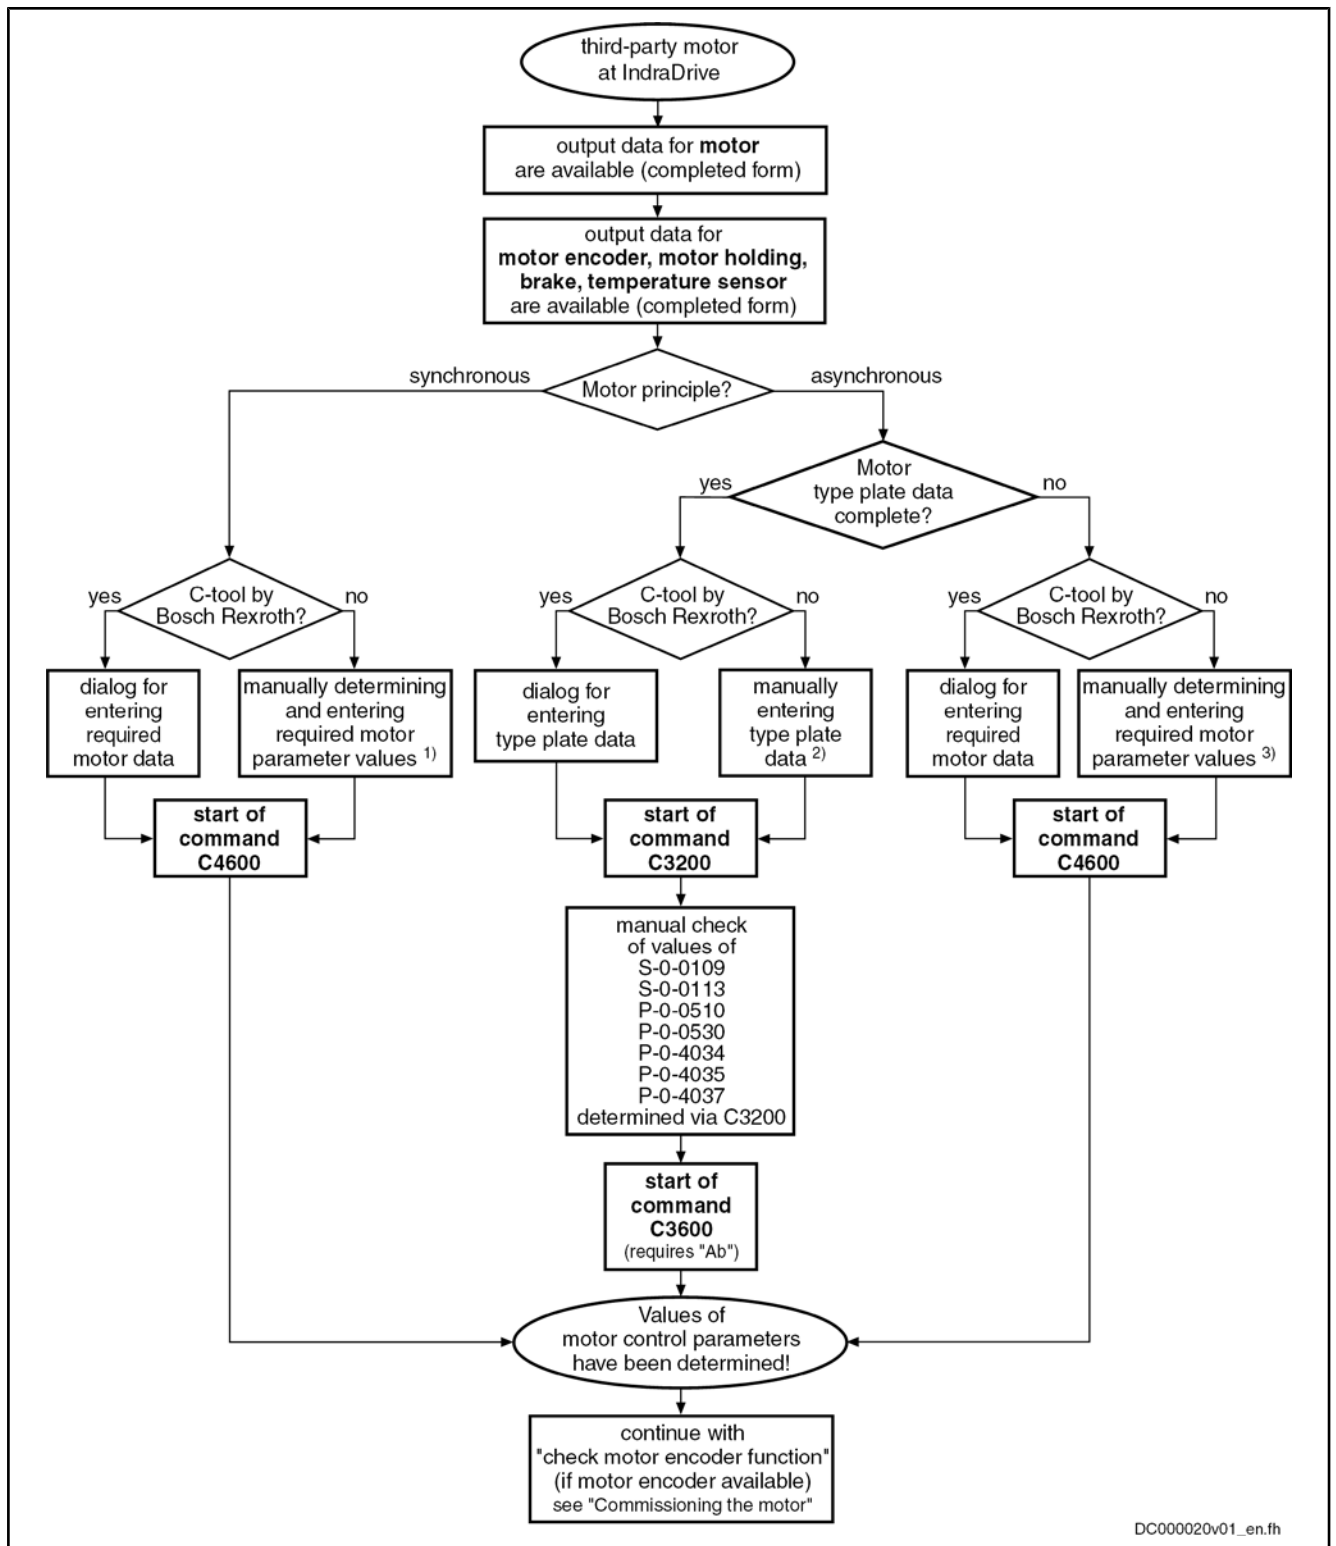 third-party motor
at IndraDrive
output data for motor
are available (completed form)
output data for
motor encoder, motor holding,
brake, temperature sensor
are available (completed form)
synchronous
Motor principle?
asynchronous
yes
Motor
type plate data
complete?
no
yes
C-tool by
Bosch Rexroth?
no
yes
C-tool by
Bosch Rexroth?
no
yes
C-tool by
Bosch Rexroth?
no
dialog for
entering
required
motor data
manually determining
and entering
required motor
parameter values 1)
dialog for
entering
type plate data
manually
entering
type plate
data 2)
dialog for
entering
required
motor data
manually determining
and entering
required motor
parameter values 3)
start of
command
C4600
start of
command
C3200
start of
command
C4600
manual check
of values of
S-0-0109
S-0-0113
P-0-0510
P-0-0530
P-0-4034
P-0-4035
P-0-4037
determined via C3200
start of
command
C3600
(requires "Ab")
Values of
motor control parameters
have been determined!
continue with
"check motor encoder function"
(if motor encoder available)
see "Commissioning the motor"
DC000020v01_en.fh